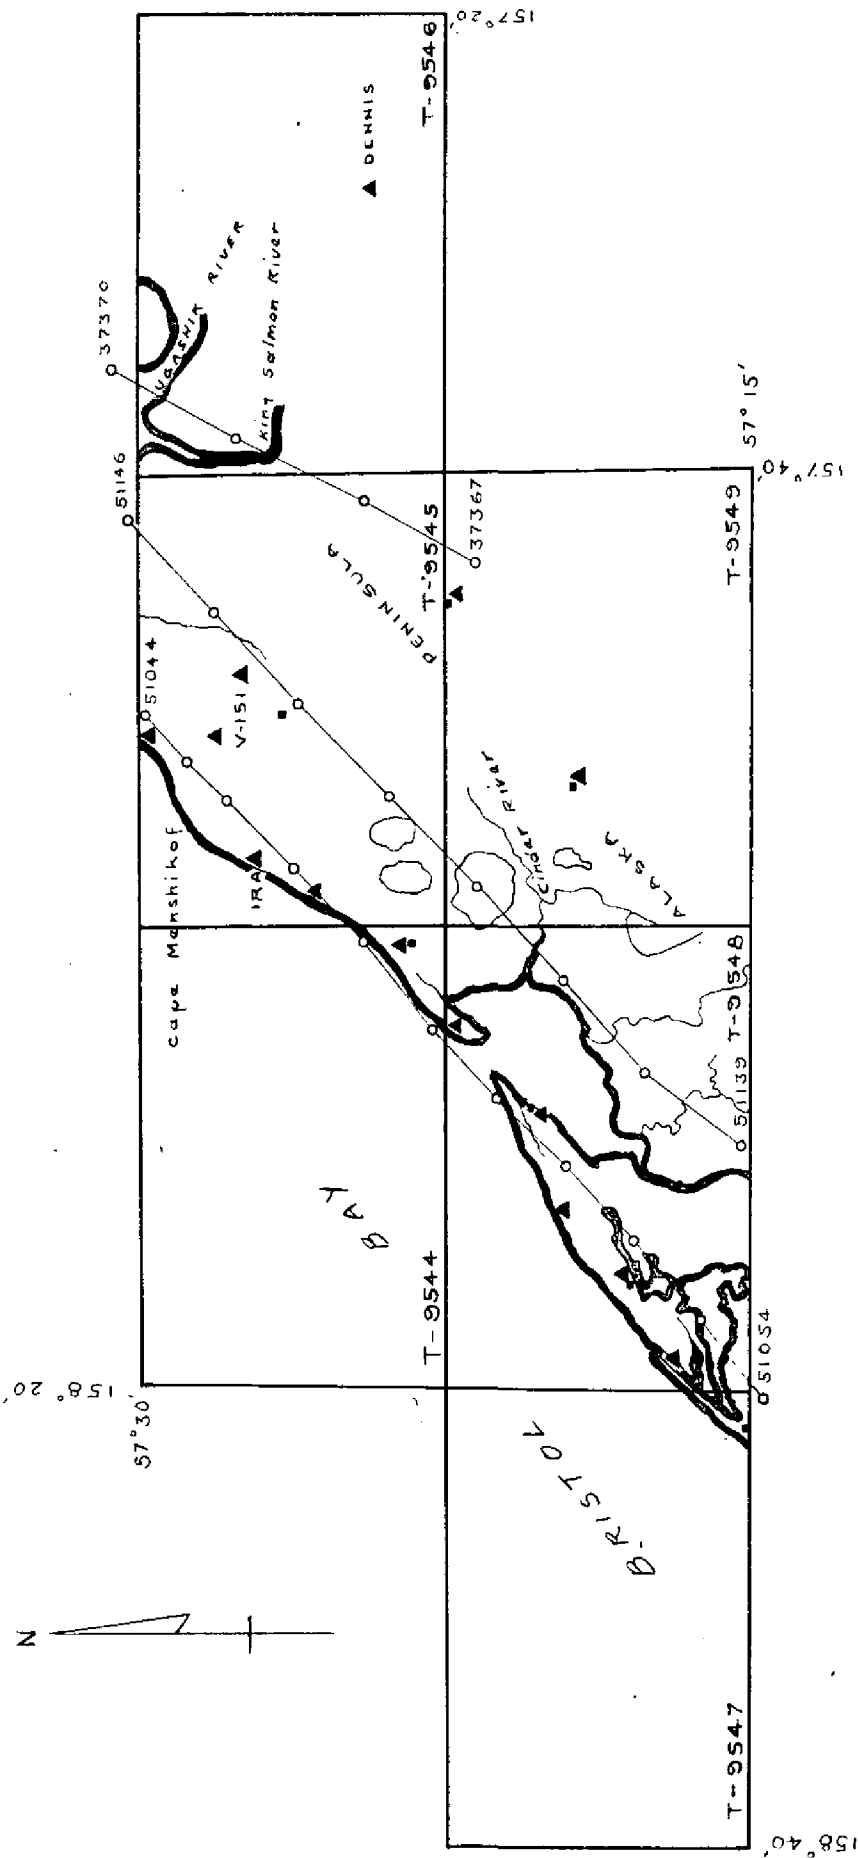 N
158° 20'
57° 30'
Cape Menshikof
51044
51146
37370
UGASHIK RIVER
King Salmon River
DENNIS
157° 20'
IRA
V-151
PENINSULA
BAY
T-9544
T-9545
T-9546
37367
BRISTOL
Cinder River
ALASKA
T-9547
T-9548
T-9549
51054
51139
158° 40'
157° 40'
57° 15'